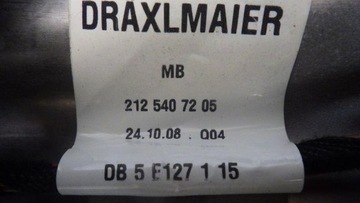 DRAXLMAIER
MB
212 540 72 05
24.10.08 . Q04
DB 5 E127 1 15